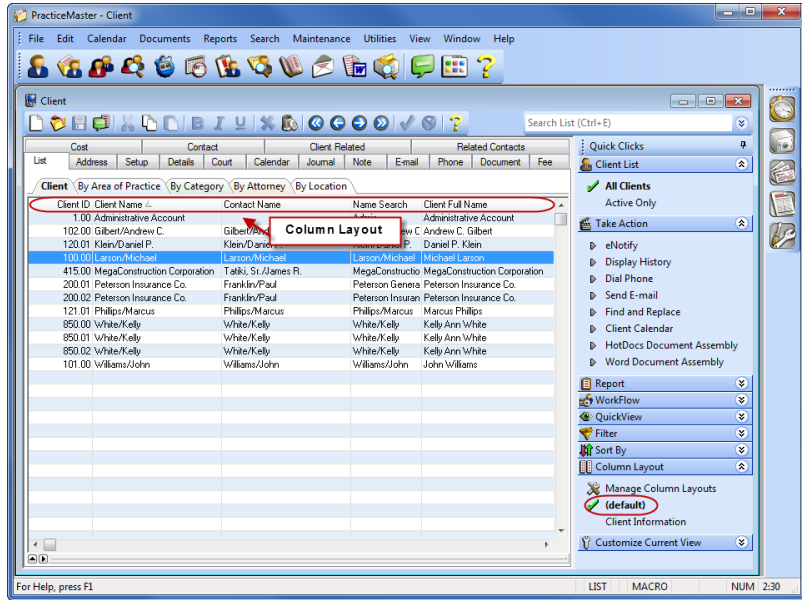 PracticeMaster - Client
File Edit Calendar Documents Reports Search Maintenance Utilities View Window Help
Client
B I U
Search List (Ctrl+E)
Cost Contact Client Related Related Contacts
List Address Setup Details Court Calendar Journal Note E-mail Phone Document Fee
Client By Area of Practice By Category By Attorney By Location
Client ID Client Name Contact Name Name Search Client Full Name
1.00 Administrative Account Administrative Account
102.00 Gilbert/Andrew C. Andrew C. Gilbert
Column Layout
120.01 Klein/Daniel P. Daniel P. Klein
100.00 Larson/Michael Larson/Michael Larson/Michael Michael Larson
415.00 MegaConstruction Corporation Tatiki, Sr./James R. MegaConstructio MegaConstruction Corporation
200.01 Peterson Insurance Co. Franklin/Paul Peterson Genera Peterson Insurance Co.
200.02 Peterson Insurance Co. Franklin/Paul Peterson Insuran Peterson Insurance Co.
121.01 Phillips/Marcus Phillips/Marcus Phillips/Marcus Marcus Phillips
850.00 White/Kelly White/Kelly White/Kelly Kelly Ann White
850.01 White/Kelly White/Kelly White/Kelly Kelly Ann White
850.02 White/Kelly White/Kelly White/Kelly Kelly Ann White
101.00 Williams/John Williams/John Williams/John John Williams
Quick Clicks
Client List
All Clients
Active Only
Take Action
eNotify
Display History
Dial Phone
Send E-mail
Find and Replace
Client Calendar
HotDocs Document Assembly
Word Document Assembly
Report
WorkFlow
QuickView
Filter
Sort By
Column Layout
Manage Column Layouts
(default)
Client Information
Customize Current View
For Help, press F1
LIST MACRO NUM 2:30